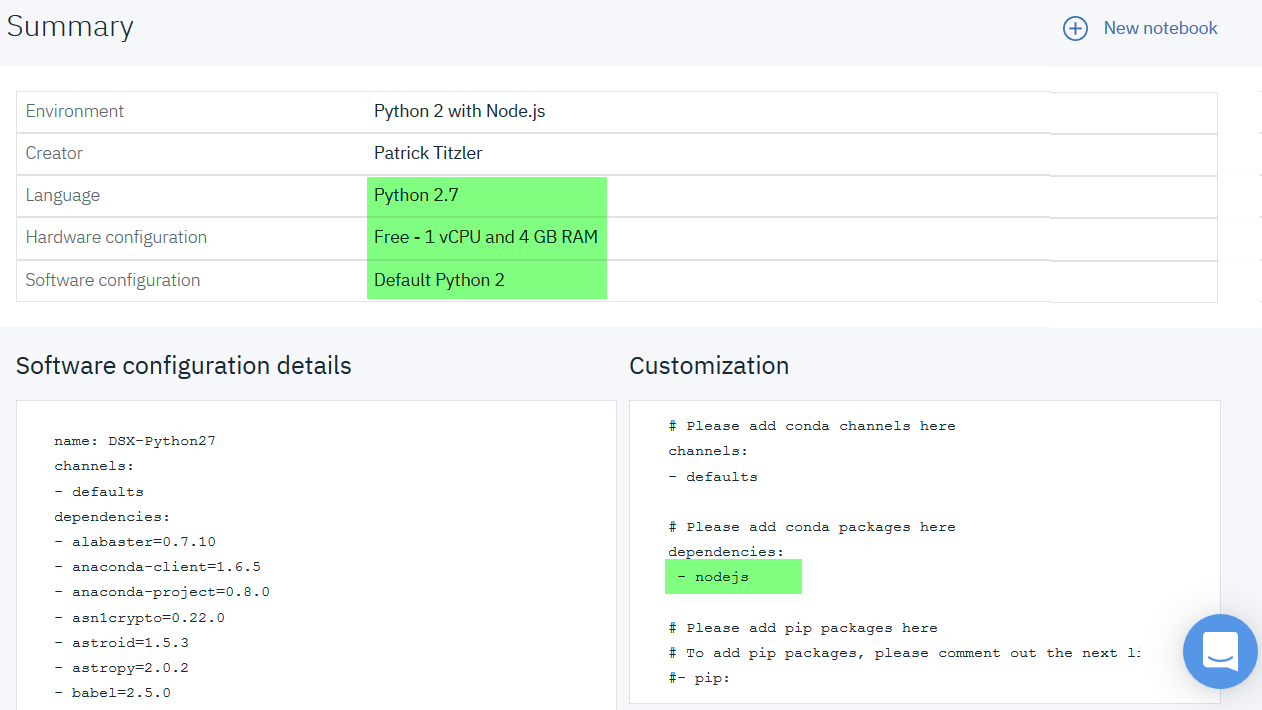 Summary
New notebook
Environment Python 2 with Node.js
Creator Patrick Titzler
Language Python 2.7
Hardware configuration Free - 1 vCPU and 4 GB RAM
Software configuration Default Python 2
Software configuration details
name: DSX-Python27
channels:
- defaults
dependencies:
- alabaster=0.7.10
- anaconda-client=1.6.5
- anaconda-project=0.8.0
- asn1crypto=0.22.0
- astroid=1.5.3
- astropy=2.0.2
- babel=2.5.0
Customization
# Please add conda channels here
channels:
- defaults
# Please add conda packages here
dependencies:
- nodejs
# Please add pip packages here
# To add pip packages, please comment out the next
#- pip: